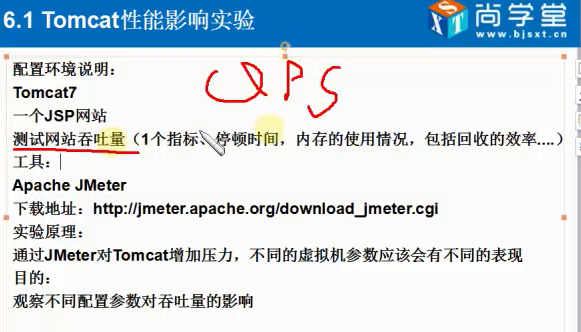 6.1 Tomcat性能影响实验
尚学堂
www.bjsxt.com
QPS
配置环境说明：
Tomcat7
一个JSP网站
测试网站吞吐量（1个指标、停顿时间，内存的使用情况，包括回收的效率....）
工具：
Apache JMeter
下载地址：http://jmeter.apache.org/download_jmeter.cgi
实验原理：
通过JMeter对Tomcat增加压力，不同的虚拟机参数应该会有不同的表现
目的：
观察不同配置参数对吞吐量的影响